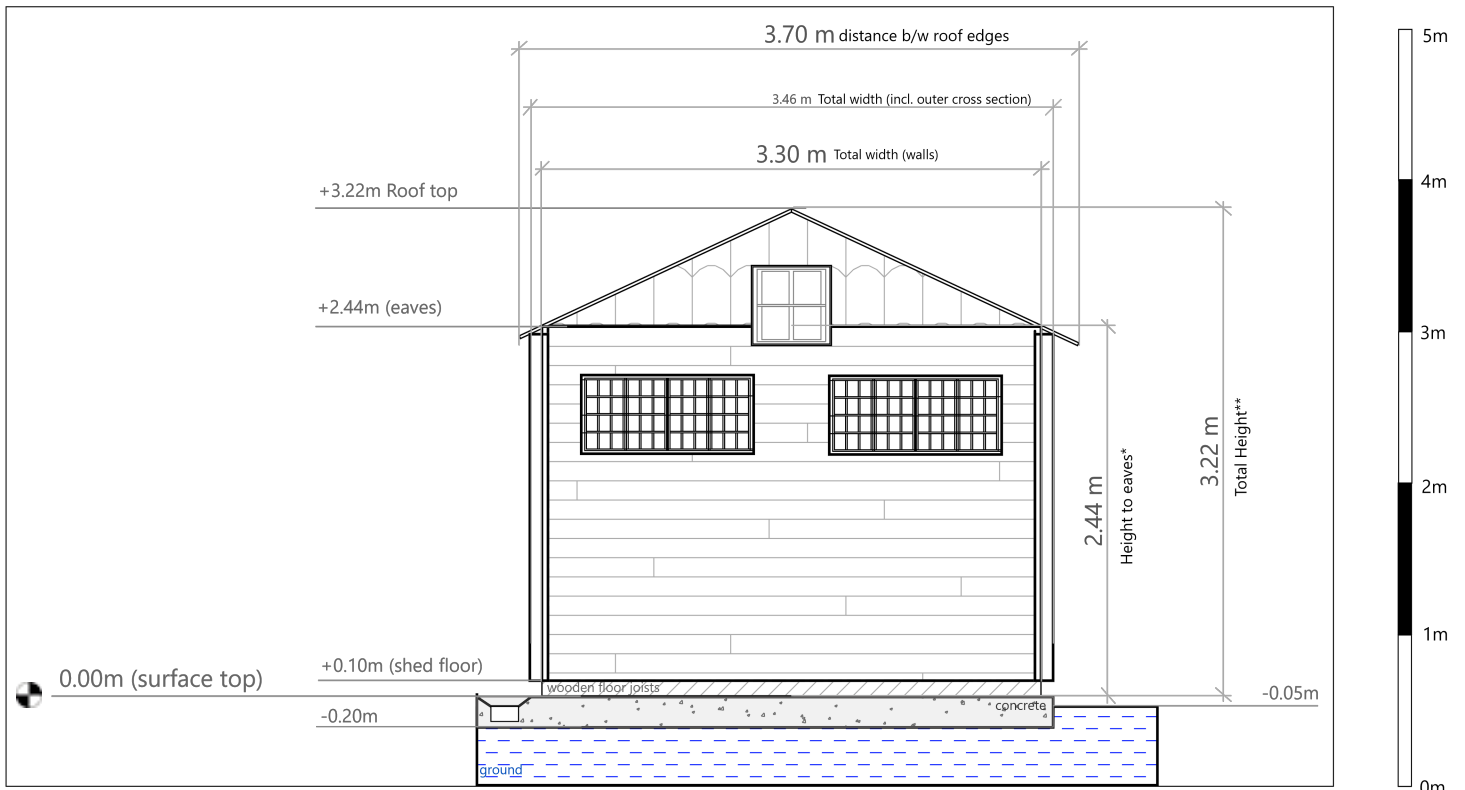 3.70 m distance b/w roof edges
3.46 m Total width (incl. outer cross section)
3.30 m Total width (walls)
+3.22m Roof top
+2.44m (eaves)
2.44 m
Height to eaves*
3.22 m
Total Height**
+0.10m (shed floor)
0.00m (surface top)
-0.20m
wooden floor joists
concrete
-0.05m
ground
5m
4m
3m
2m
1m
0m